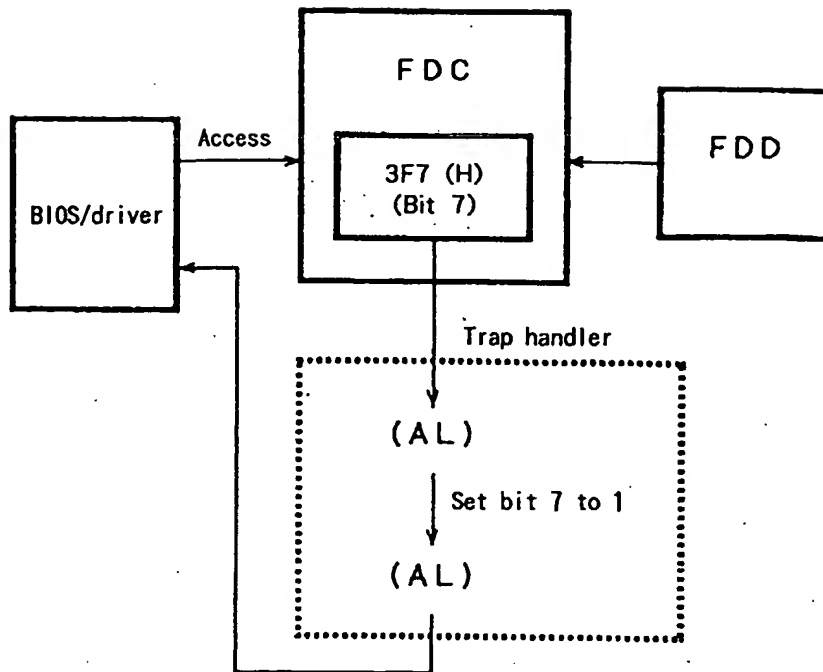 FDC
FDD
Access
3F7 (H)
(Bit 7)
BIOS/driver
Trap handler
(AL)
Set bit 7 to 1
(AL)